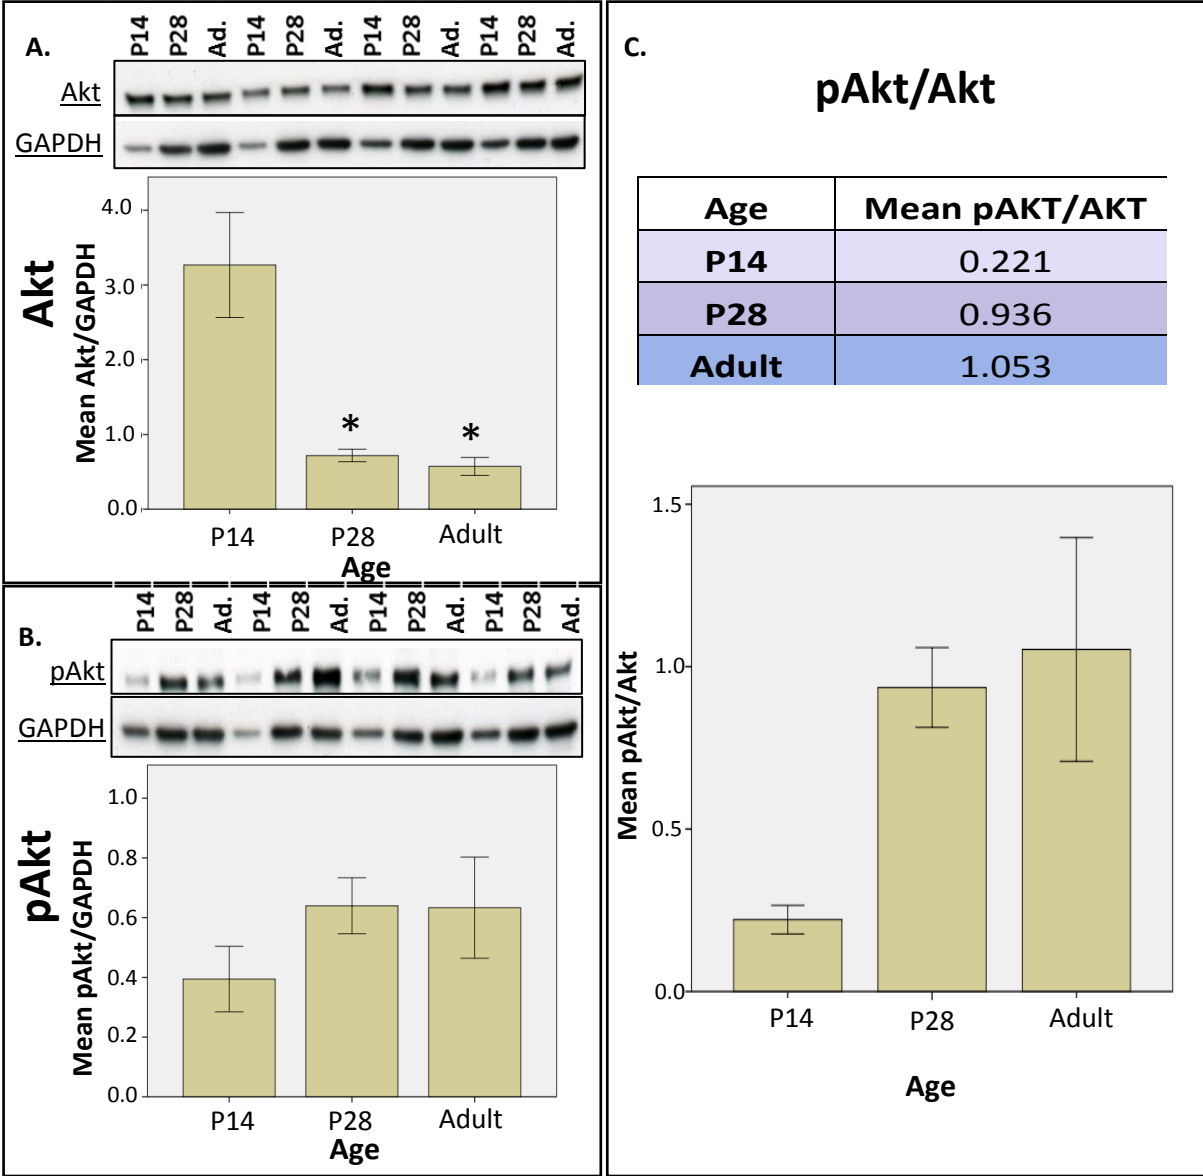 A.
P14 P28 Ad. P14 P28 Ad. P14 P28 Ad. P14 P28 Ad.
Akt
GAPDH
Akt
Mean Akt/GAPDH
4.0
3.0
2.0
1.0
0.0
* *
P14 P28 Adult
Age
B.
P14 P28 Ad. P14 P28 Ad. P14 P28 Ad. P14 P28 Ad.
pAkt
GAPDH
pAkt
Mean pAkt/GAPDH
1.0
0.8
0.6
0.4
0.2
0.0
P14 P28 Adult
Age
C.
pAkt/Akt
Age Mean pAKT/AKT
P14 0.221
P28 0.936
Adult 1.053
Mean pAkt/Akt
1.5
1.0
0.5
0.0
P14 P28 Adult
Age